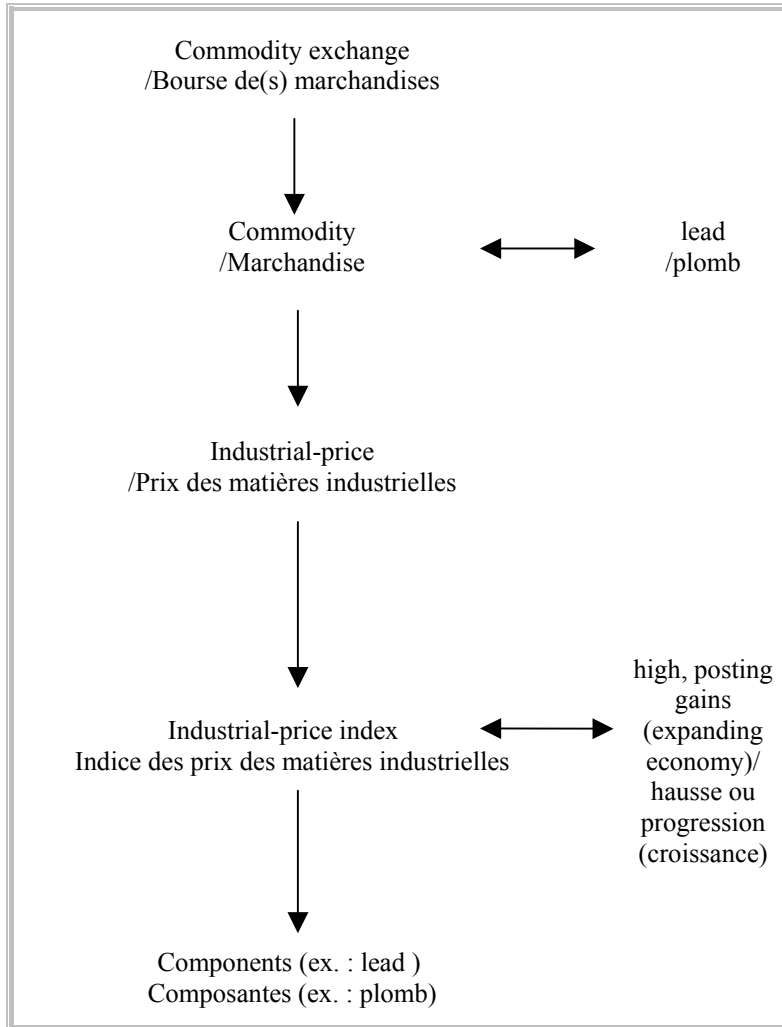 Commodity exchange
/Bourse de(s) marchandises
Commodity
/Marchandise
lead
/plomb
Industrial-price
/Prix des matières industrielles
Industrial-price index
Indice des prix des matières industrielles
high, posting
gains
(expanding
economy)/
hausse ou
progression
(croissance)
Components (ex. : lead )
Composantes (ex. : plomb)